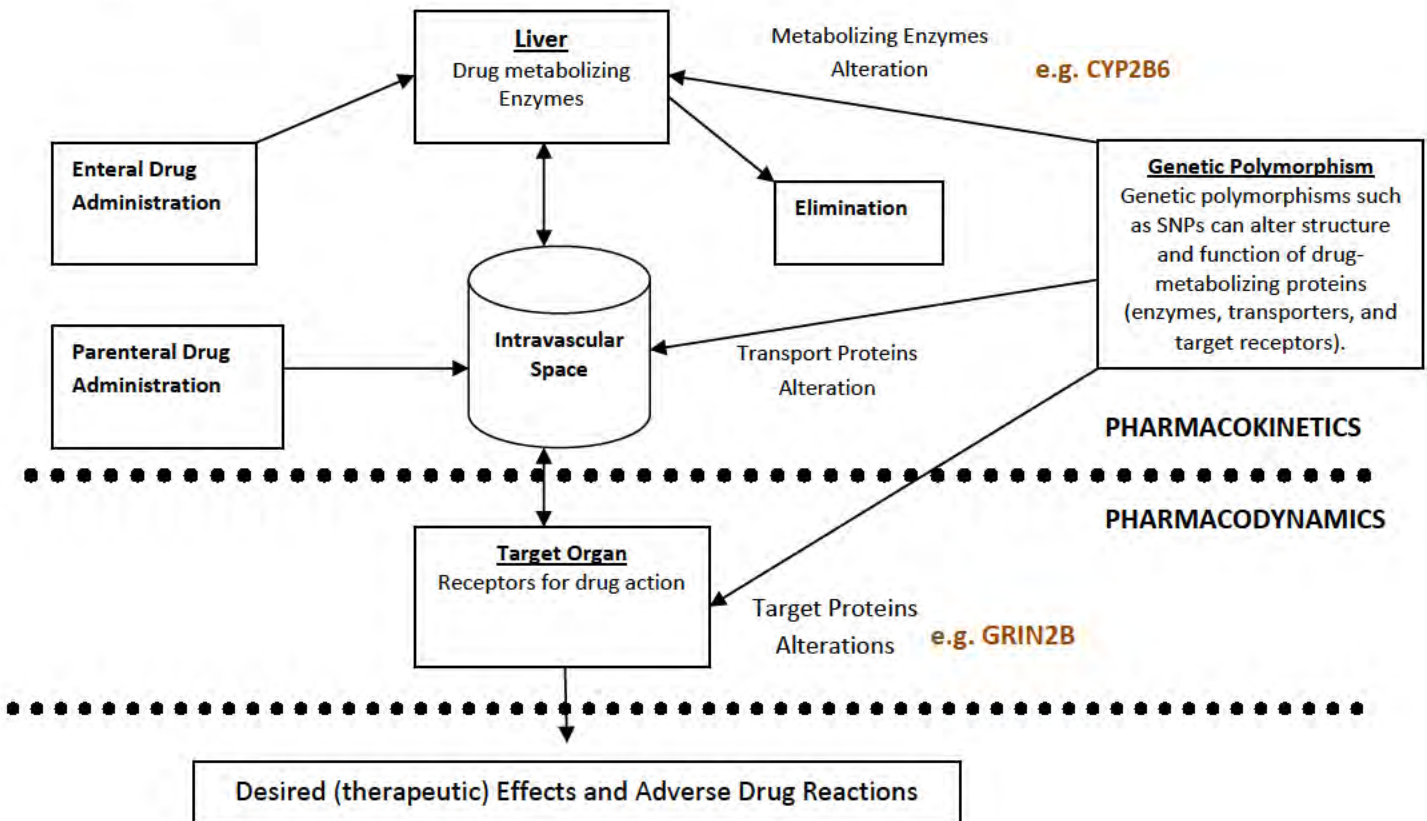 Liver
Drug metabolizing
Enzymes
Metabolizing Enzymes
Alteration
e.g. CYP2B6
Enteral Drug
Administration
Elimination
Genetic Polymorphism
Genetic polymorphisms such
as SNPs can alter structure
and function of drug-
metabolizing proteins
(enzymes, transporters, and
target receptors).
Parenteral Drug
Administration
Intravascular
Space
Transport Proteins
Alteration
PHARMACOKINETICS
PHARMACODYNAMICS
Target Organ
Receptors for drug action
Target Proteins
Alterations
e.g. GRIN2B
Desired (therapeutic) Effects and Adverse Drug Reactions